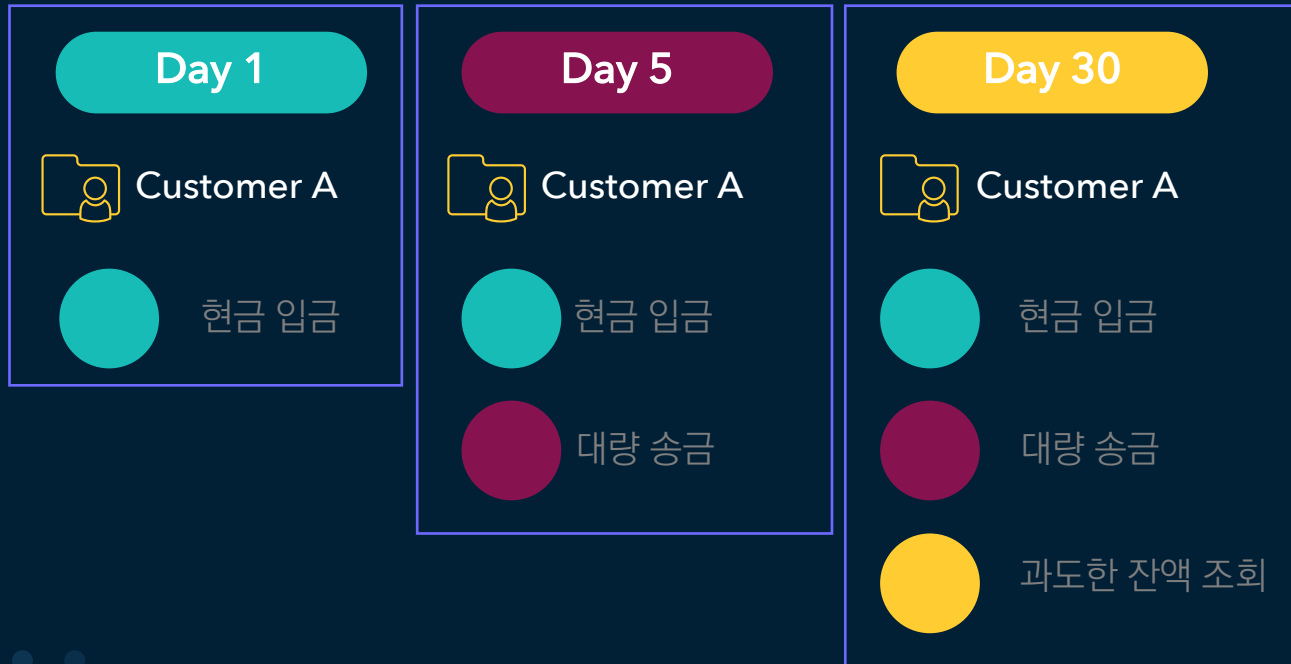 Day 1
Customer A
현금 입금
Day 5
Customer A
현금 입금
대량 송금
Day 30
Customer A
현금 입금
대량 송금
과도한 잔액 조회